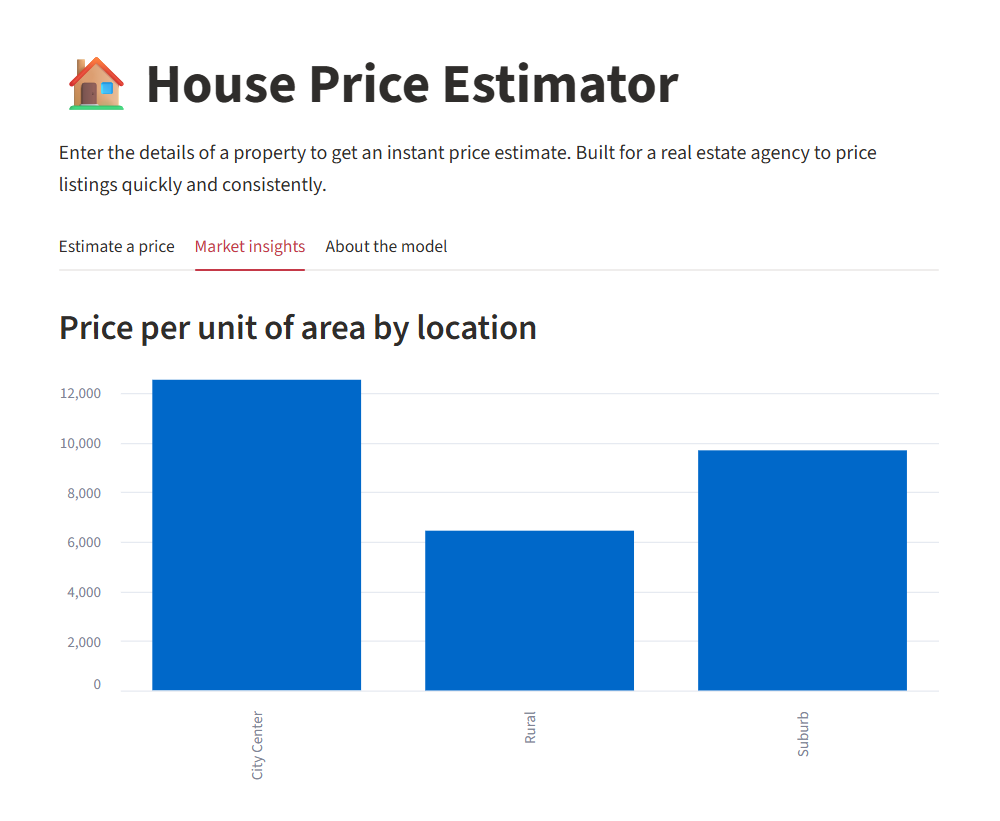 House Price Estimator
Enter the details of a property to get an instant price estimate. Built for a real estate agency to price
listings quickly and consistently.
Estimate a price Market insights About the model
Price per unit of area by location
12,000
10,000
8,000
6,000
4,000
2,000
0
City Center
Rural
Suburb